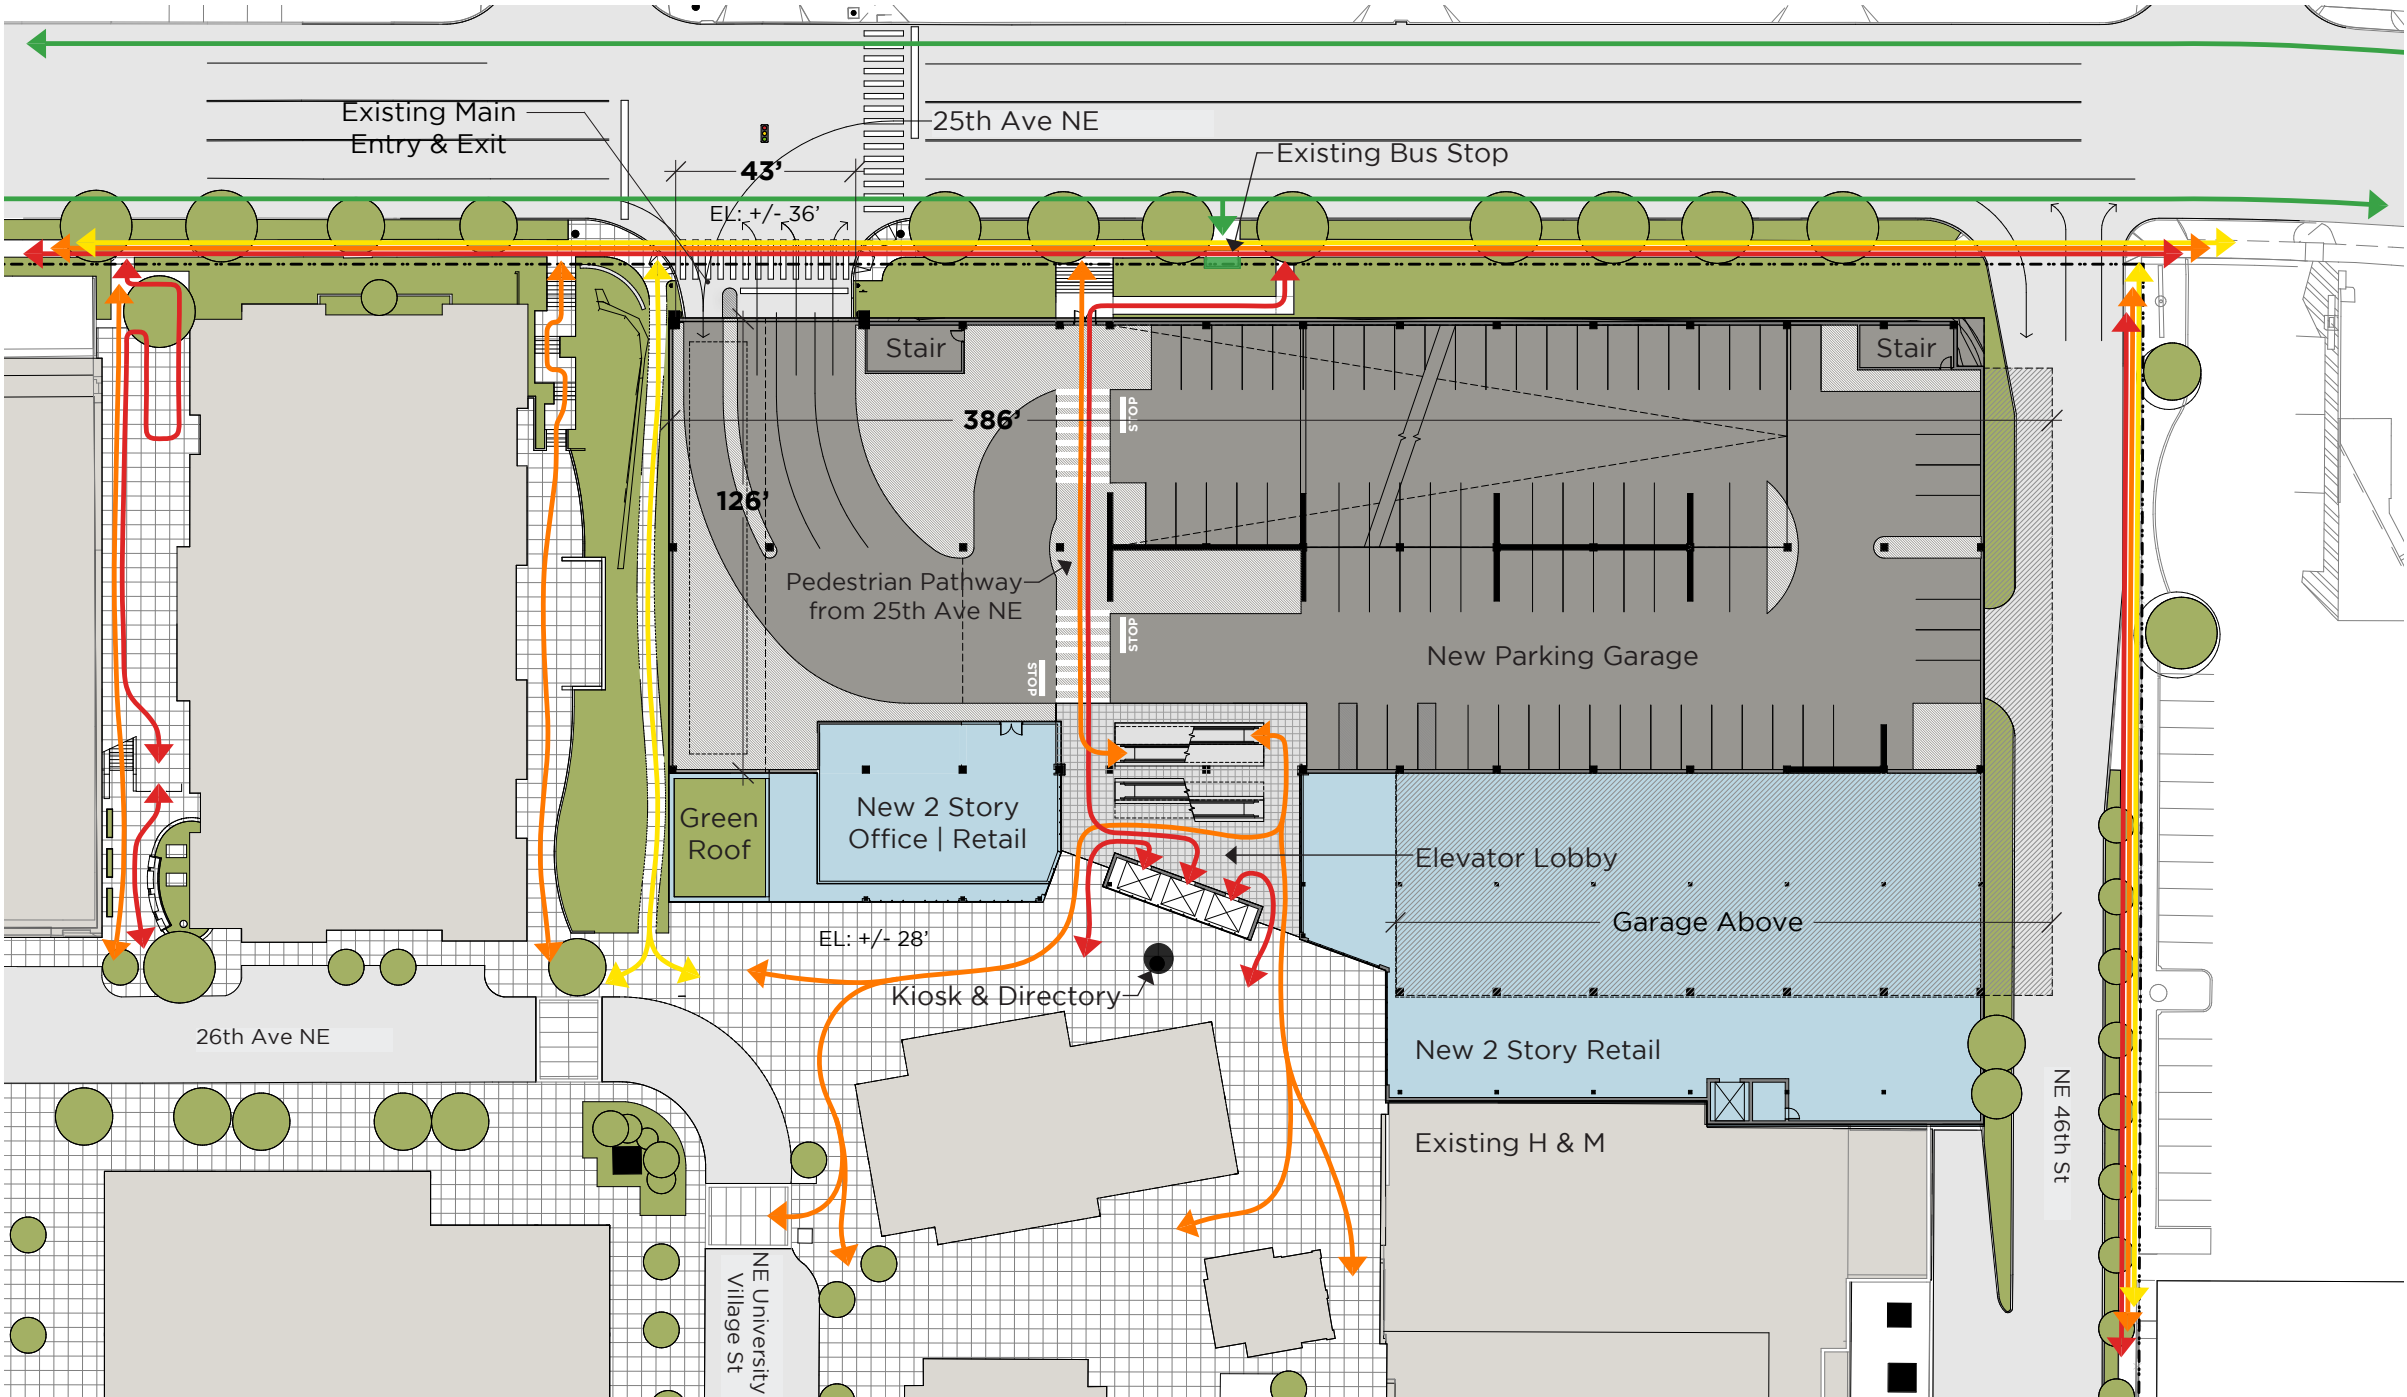 Existing Main
Entry & Exit
25th Ave NE
Existing Bus Stop
43’
EL: +/- 36’
Stair
Stair
386’
STOP
126’
Pedestrian Pathway
from 25th Ave NE
STOP
STOP
New Parking Garage
Green
Roof
New 2 Story
Office | Retail
Elevator Lobby
Garage Above
EL: +/- 28’
Kiosk & Directory
26th Ave NE
New 2 Story Retail
NE 46th St
Existing H & M
NE University
Village St